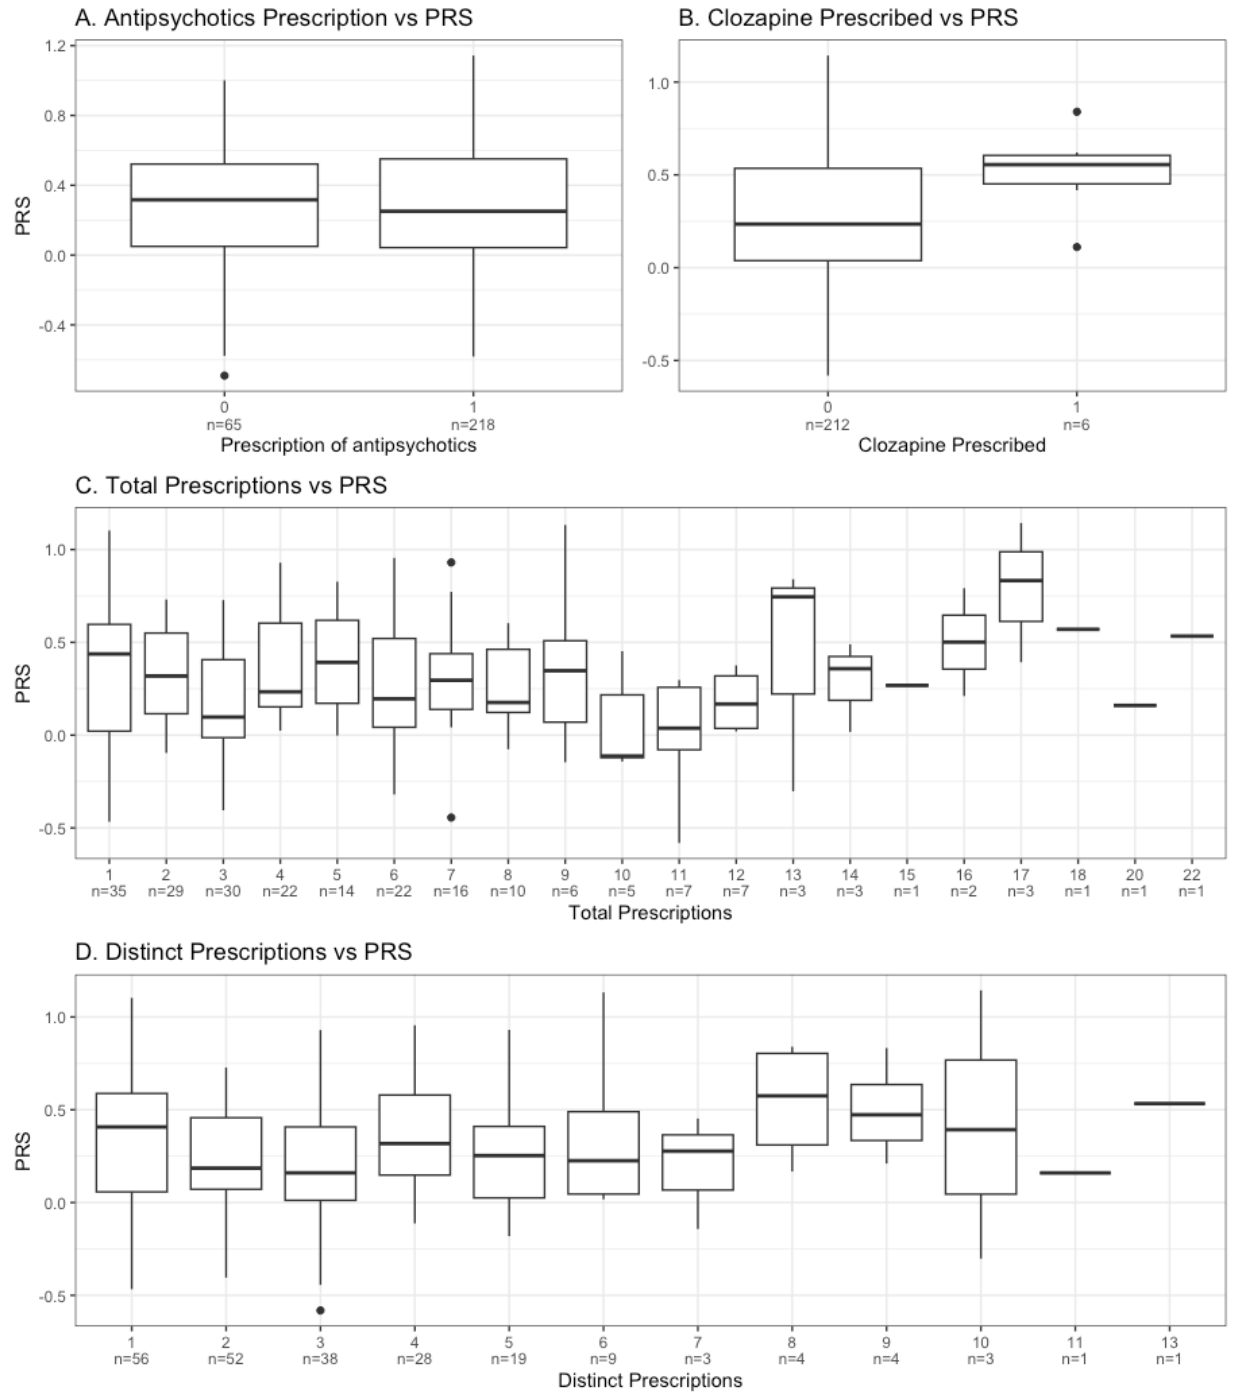 A. Antipsychotics Prescription vs PRS
1.2
0.8
0.4
0.0
-0.4
PRS
0 1
n=65 n=218
Prescription of antipsychotics
B. Clozapine Prescribed vs PRS
1.0
0.5
0.0
-0.5
0 1
n=212 n=6
Clozapine Prescribed
C. Total Prescriptions vs PRS
1.0
0.5
0.0
-0.5
PRS
1 2 3 4 5 6 7 8 9 10 11 12 13 14 15 16 17 18 20 22
n=35 n=29 n=30 n=22 n=14 n=22 n=16 n=10 n=6 n=5 n=7 n=7 n=3 n=3 n=1 n=2 n=3 n=1 n=1 n=1
Total Prescriptions
D. Distinct Prescriptions vs PRS
1.0
0.5
0.0
-0.5
PRS
1 2 3 4 5 6 7 8 9 10 11 13
n=56 n=52 n=38 n=28 n=19 n=9 n=3 n=4 n=4 n=3 n=1 n=1
Distinct Prescriptions